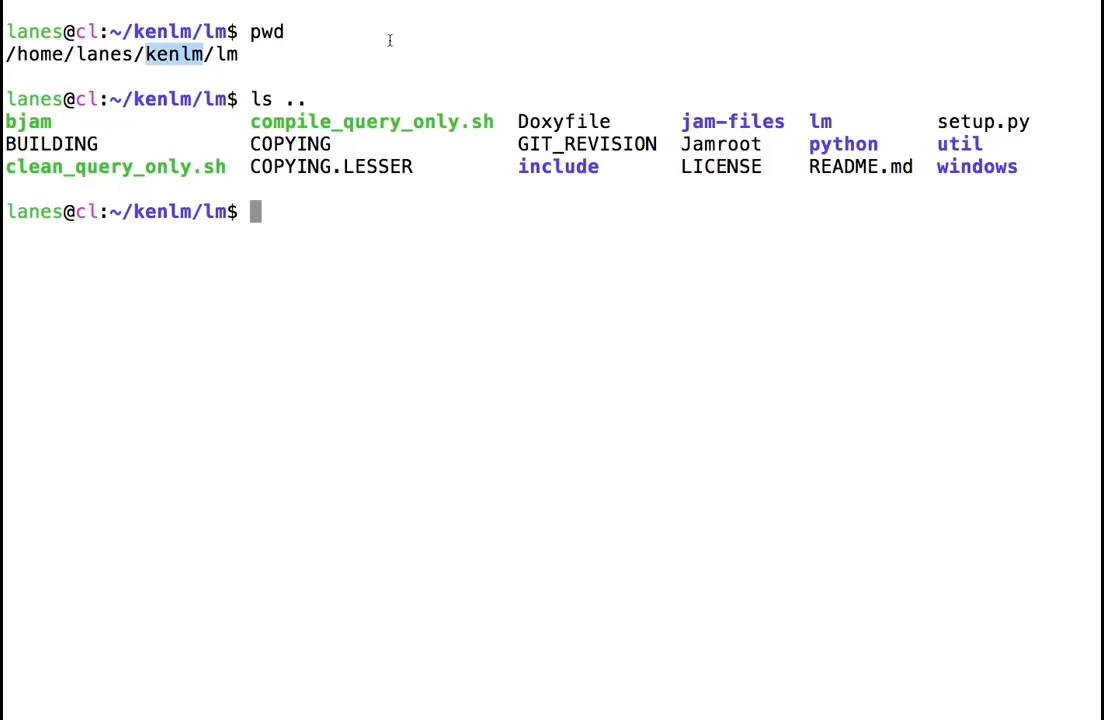 lanes@cl:~/kenlm/lm$ pwd
/home/lanes/kenlm/lm
lanes@cl:~/kenlm/lm$ ls ..
bjam compile_query_only.sh Doxyfile jam-files lm setup.py
BUILDING COPYING GIT_REVISION Jamroot python util
clean_query_only.sh COPYING.LESSER include LICENSE README.md windows
lanes@cl:~/kenlm/lm$